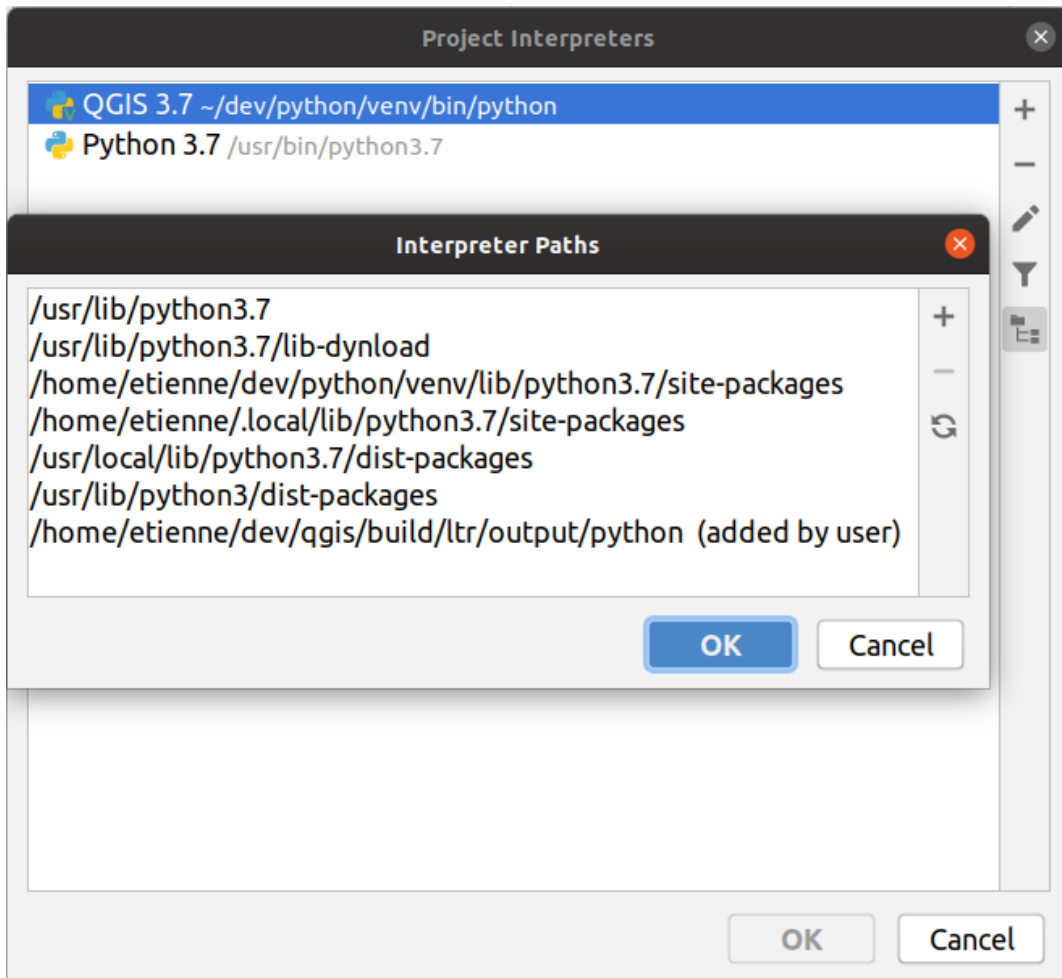 Project Interpreters
QGIS 3.7 ~/dev/python/venv/bin/python
Python 3.7 /usr/bin/python3.7
Interpreter Paths
/usr/lib/python3.7
/usr/lib/python3.7/lib-dynload
/home/etienne/dev/python/venv/lib/python3.7/site-packages
/home/etienne/.local/lib/python3.7/site-packages
/usr/local/lib/python3.7/dist-packages
/usr/lib/python3/dist-packages
/home/etienne/dev/qgis/build/ltr/output/python (added by user)
OK Cancel
OK Cancel